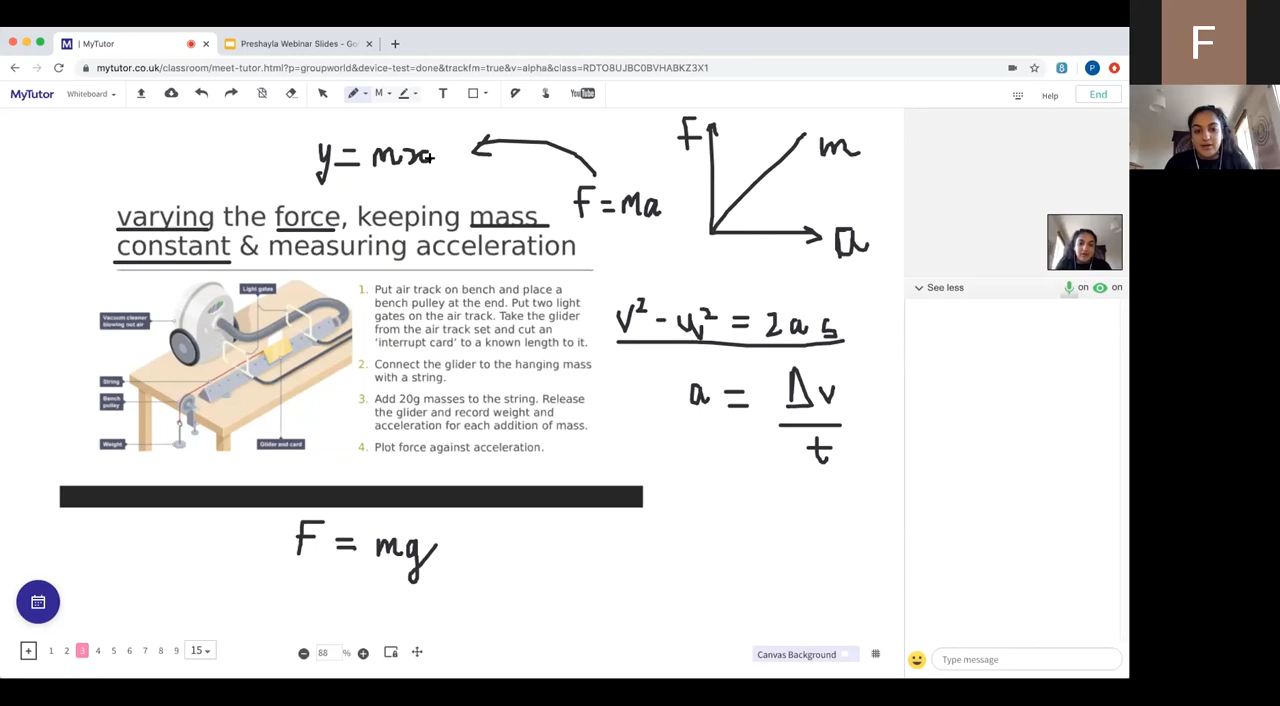 MyTutor
Preshayla Webinar Slides - Go
mytutor.co.uk/classroom/meet-tutor.html?p=groupworld&device-test=done&trackfm=true&v=alpha&class=RDTO8UJBC0BVHABKZ3X1
8
P
MyTutor
Whiteboard
M
T
YouTube
Help
End
F
y = mx
F = ma
F
m
a
varying the force, keeping mass
constant & measuring acceleration
Light gates
Vacuum cleaner
blowing out air
String
Bench
pulley
Weight
Glider and card
1. Put air track on bench and place a
bench pulley at the end. Put two light
gates on the air track. Take the glider
from the air track set and cut an
'interrupt card' to a known length to it.
2. Connect the glider to the hanging mass
with a string.
3. Add 20g masses to the string. Release
the glider and record weight and
acceleration for each addition of mass.
4. Plot force against acceleration.
v² - u² = 2as
a = Δv
t
F = mg
See less
on
on
1 2 3 4 5 6 7 8 9 15
88 %
Canvas Background
Type message